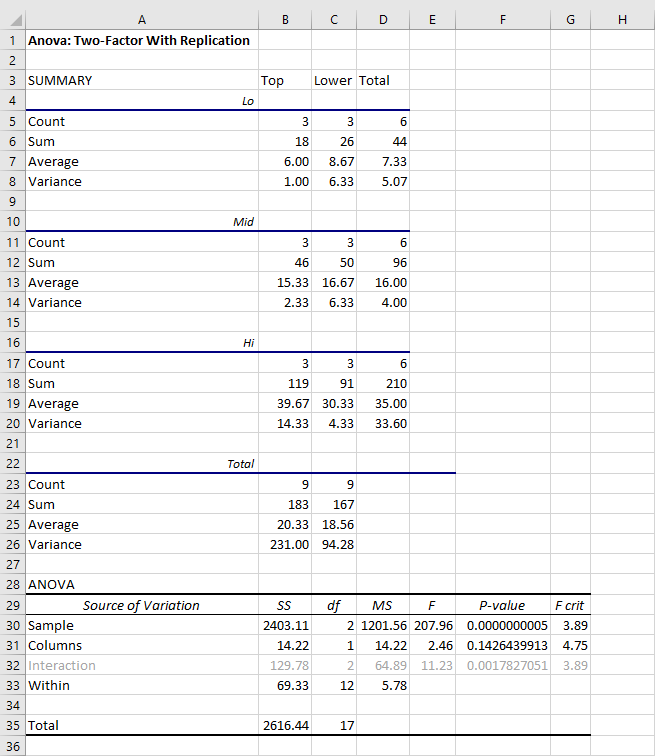 A B C D E F G H
1 Anova: Two-Factor With Replication
2
3 SUMMARY Top Lower Total
4 Lo
5 Count 3 3 6
6 Sum 18 26 44
7 Average 6.00 8.67 7.33
8 Variance 1.00 6.33 5.07
9
10 Mid
11 Count 3 3 6
12 Sum 46 50 96
13 Average 15.33 16.67 16.00
14 Variance 2.33 6.33 4.00
15
16 Hi
17 Count 3 3 6
18 Sum 119 91 210
19 Average 39.67 30.33 35.00
20 Variance 14.33 4.33 33.60
21
22 Total
23 Count 9 9
24 Sum 183 167
25 Average 20.33 18.56
26 Variance 231.00 94.28
27
28 ANOVA
29 Source of Variation SS df MS F P-value F crit
30 Sample 2403.11 2 1201.56 207.96 0.0000000005 3.89
31 Columns 14.22 1 14.22 2.46 0.1426439913 4.75
32 Interaction 129.78 2 64.89 11.23 0.0017827051 3.89
33 Within 69.33 12 5.78
34
35 Total 2616.44 17
36